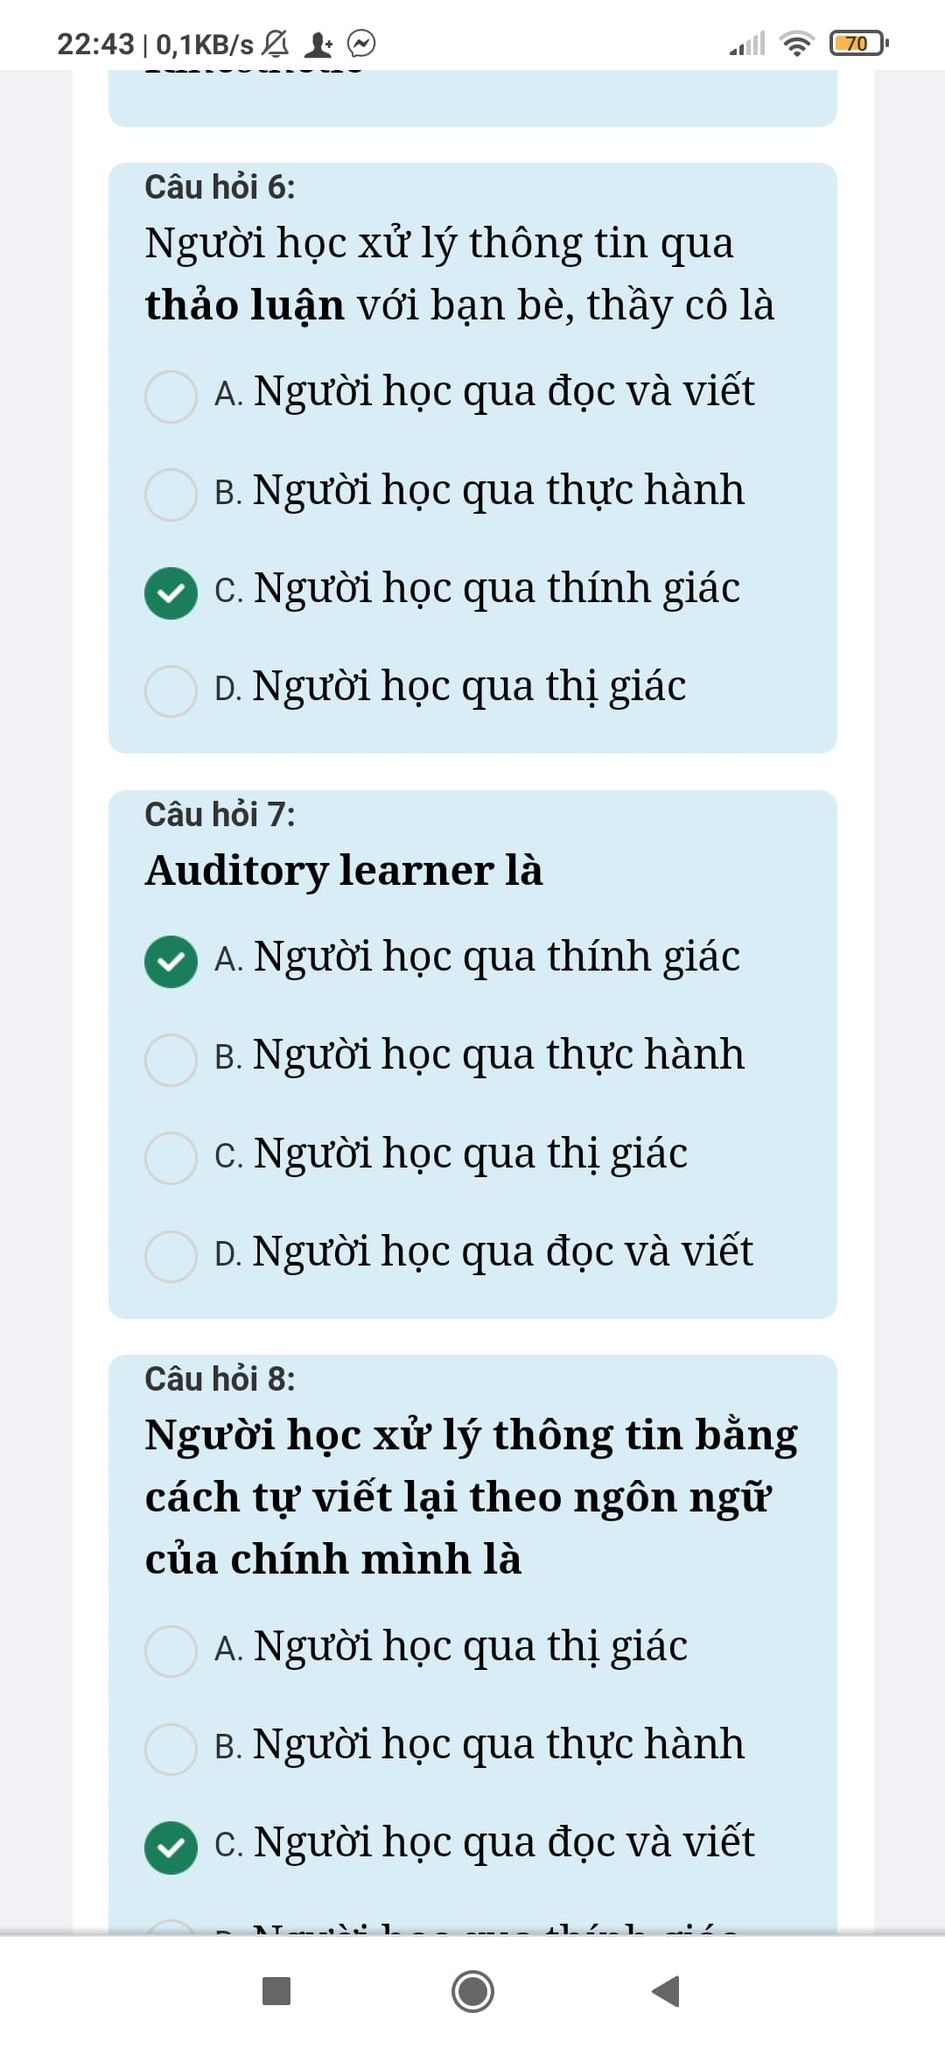 22:43 | 0,1KB/s
70
Câu hỏi 6:
Người học xử lý thông tin qua
thảo luận với bạn bè, thầy cô là
A. Người học qua đọc và viết
B. Người học qua thực hành
C. Người học qua thính giác
D. Người học qua thị giác
Câu hỏi 7:
Auditory learner là
A. Người học qua thính giác
B. Người học qua thực hành
C. Người học qua thị giác
D. Người học qua đọc và viết
Câu hỏi 8:
Người học xử lý thông tin bằng
cách tự viết lại theo ngôn ngữ
của chính mình là
A. Người học qua thị giác
B. Người học qua thực hành
C. Người học qua đọc và viết